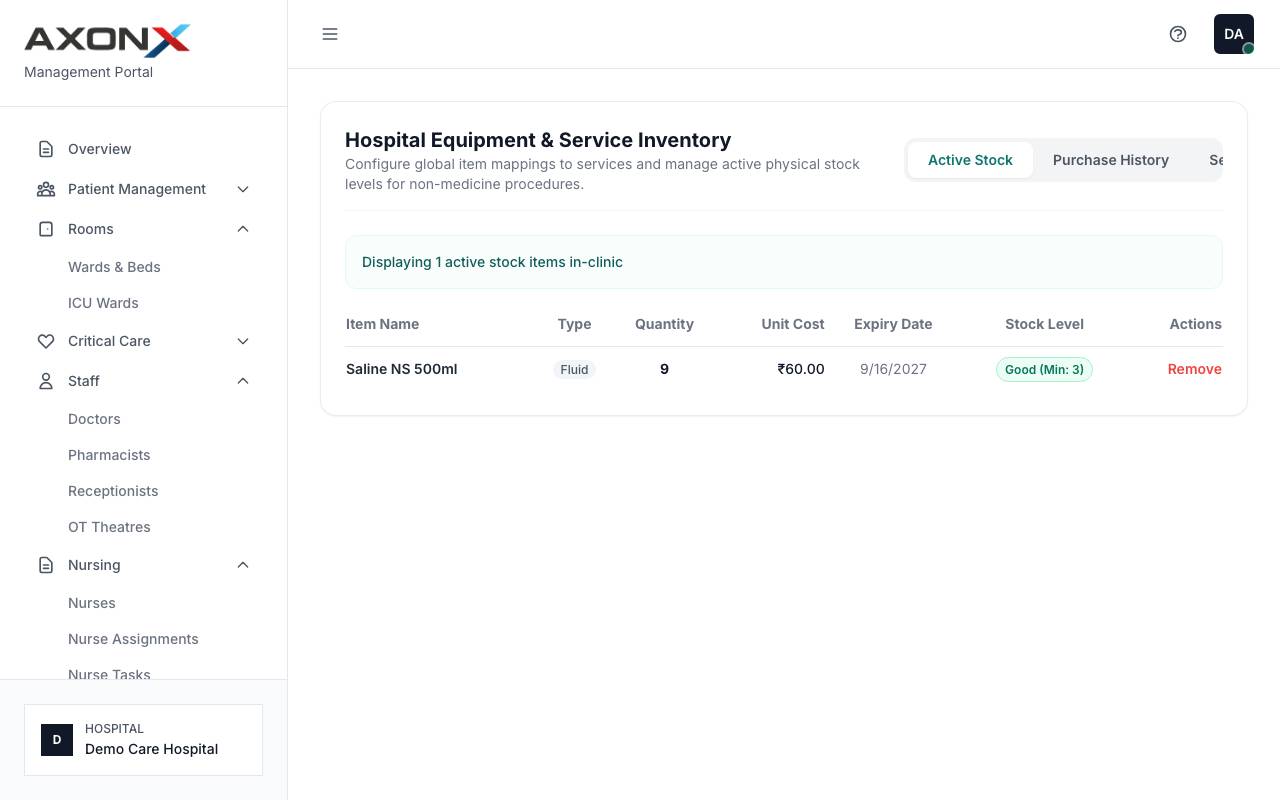 AXONX
Management Portal
DA
Overview
Patient Management
Rooms
Wards & Beds
ICU Wards
Critical Care
Staff
Doctors
Pharmacists
Receptionists
OT Theatres
Nursing
Nurses
Nurse Assignments
Nurse Tasks
D
HOSPITAL
Demo Care Hospital
Hospital Equipment & Service Inventory
Configure global item mappings to services and manage active physical stock
levels for non-medicine procedures.
Active Stock Purchase History Se
Displaying 1 active stock items in-clinic
Item Name Type Quantity Unit Cost Expiry Date Stock Level Actions
Saline NS 500ml Fluid 9 ₹60.00 9/16/2027 Good (Min: 3) Remove